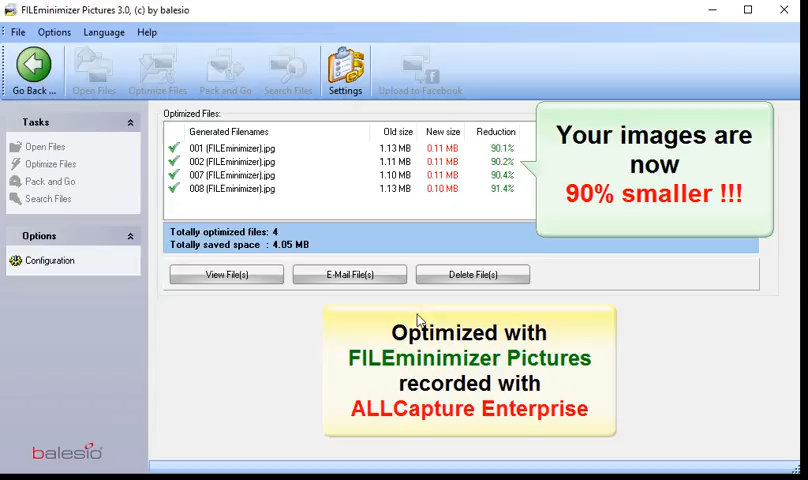 FILEminimizer Pictures 3.0, (c) by balesio
File Options Language Help
Go Back ... Open Files Optimize Files Pack and Go Search Files Settings Upload to Facebook
Tasks
Open Files
Optimize Files
Pack and Go
Search Files
Options
Configuration
balesio
Optimized Files:
Generated Filenames Old size New size Reduction
001 (FILEminimizer).jpg 1.13 MB 0.11 MB 90.1%
002 (FILEminimizer).jpg 1.11 MB 0.11 MB 90.2%
007 (FILEminimizer).jpg 1.10 MB 0.11 MB 90.4%
008 (FILEminimizer).jpg 1.13 MB 0.10 MB 91.4%
Totally optimized files: 4
Totally saved space : 4.05 MB
View File(s) E-Mail File(s) Delete File(s)
Your images are
now
90% smaller !!!
Optimized with
FILEminimizer Pictures
recorded with
ALLCapture Enterprise